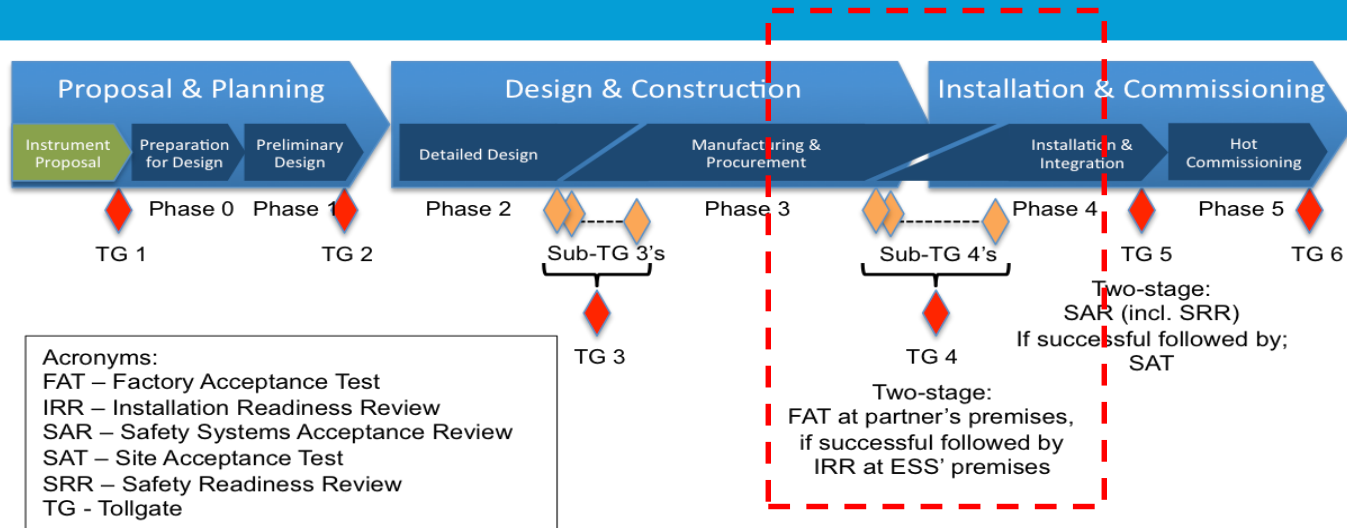 Proposal & Planning
Design & Construction
Installation & Commissioning
Instrument
Proposal
Preparation
for Design
Preliminary
Design
Detailed Design
Manufacturing &
Procurement
Installation &
Integration
Hot
Commissioning
Phase 0
Phase 1
Phase 2
Phase 3
Phase 4
Phase 5
TG 1
TG 2
Sub-TG 3's
Sub-TG 4's
TG 5
TG 6
TG 3
TG 4
Two-stage:
SAR (incl. SRR)
If successful followed by;
SAT
Two-stage:
FAT at partner's premises,
if successful followed by
IRR at ESS' premises
Acronyms:
FAT – Factory Acceptance Test
IRR – Installation Readiness Review
SAR – Safety Systems Acceptance Review
SAT – Site Acceptance Test
SRR – Safety Readiness Review
TG - Tollgate